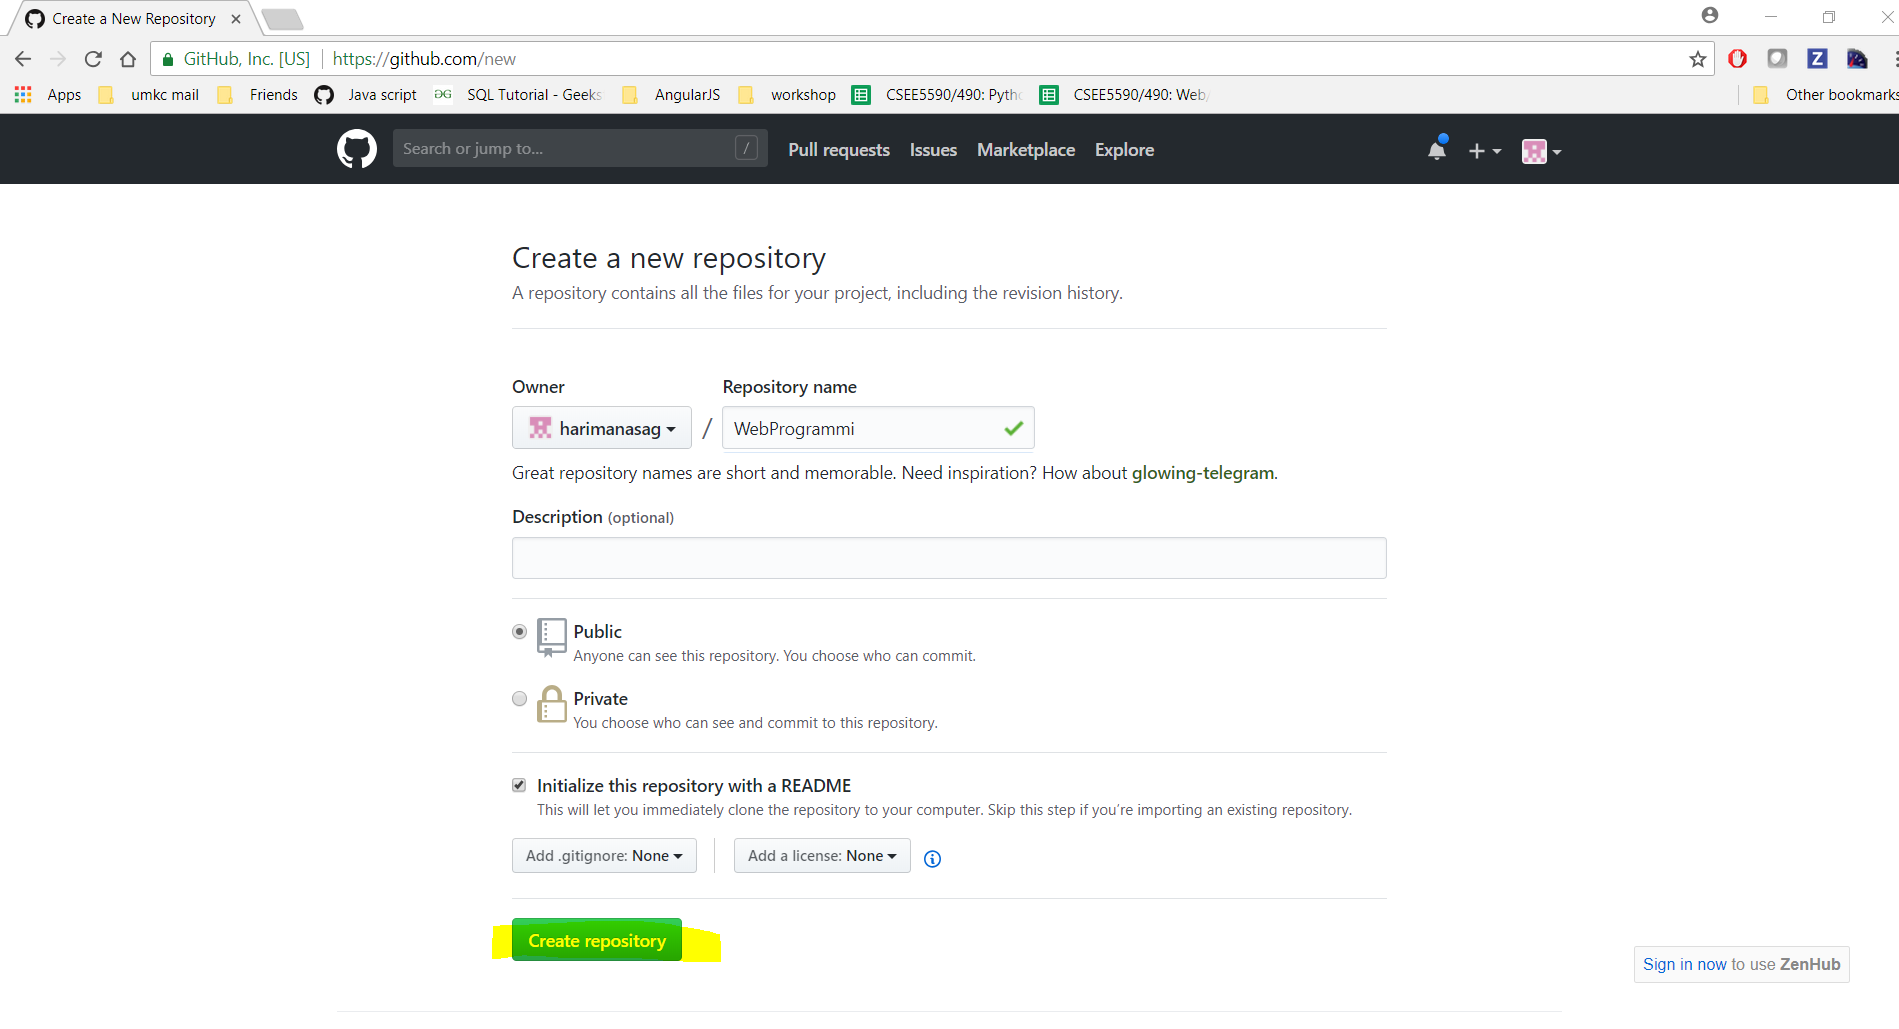 Create a New Repository
GitHub, Inc. [US] https://github.com/new
Apps umkc mail Friends Java script SQL Tutorial - Geeks AngularJS workshop CSEE5590/490: Pyth CSEE5590/490: Web Other bookmarks
Search or jump to... / Pull requests Issues Marketplace Explore
Create a new repository
A repository contains all the files for your project, including the revision history.
Owner Repository name
harimanasag / WebProgrammi
Great repository names are short and memorable. Need inspiration? How about glowing-telegram.
Description (optional)
Public
Anyone can see this repository. You choose who can commit.
Private
You choose who can see and commit to this repository.
Initialize this repository with a README
This will let you immediately clone the repository to your computer. Skip this step if you’re importing an existing repository.
Add .gitignore: None Add a license: None
Create repository
Sign in now to use ZenHub